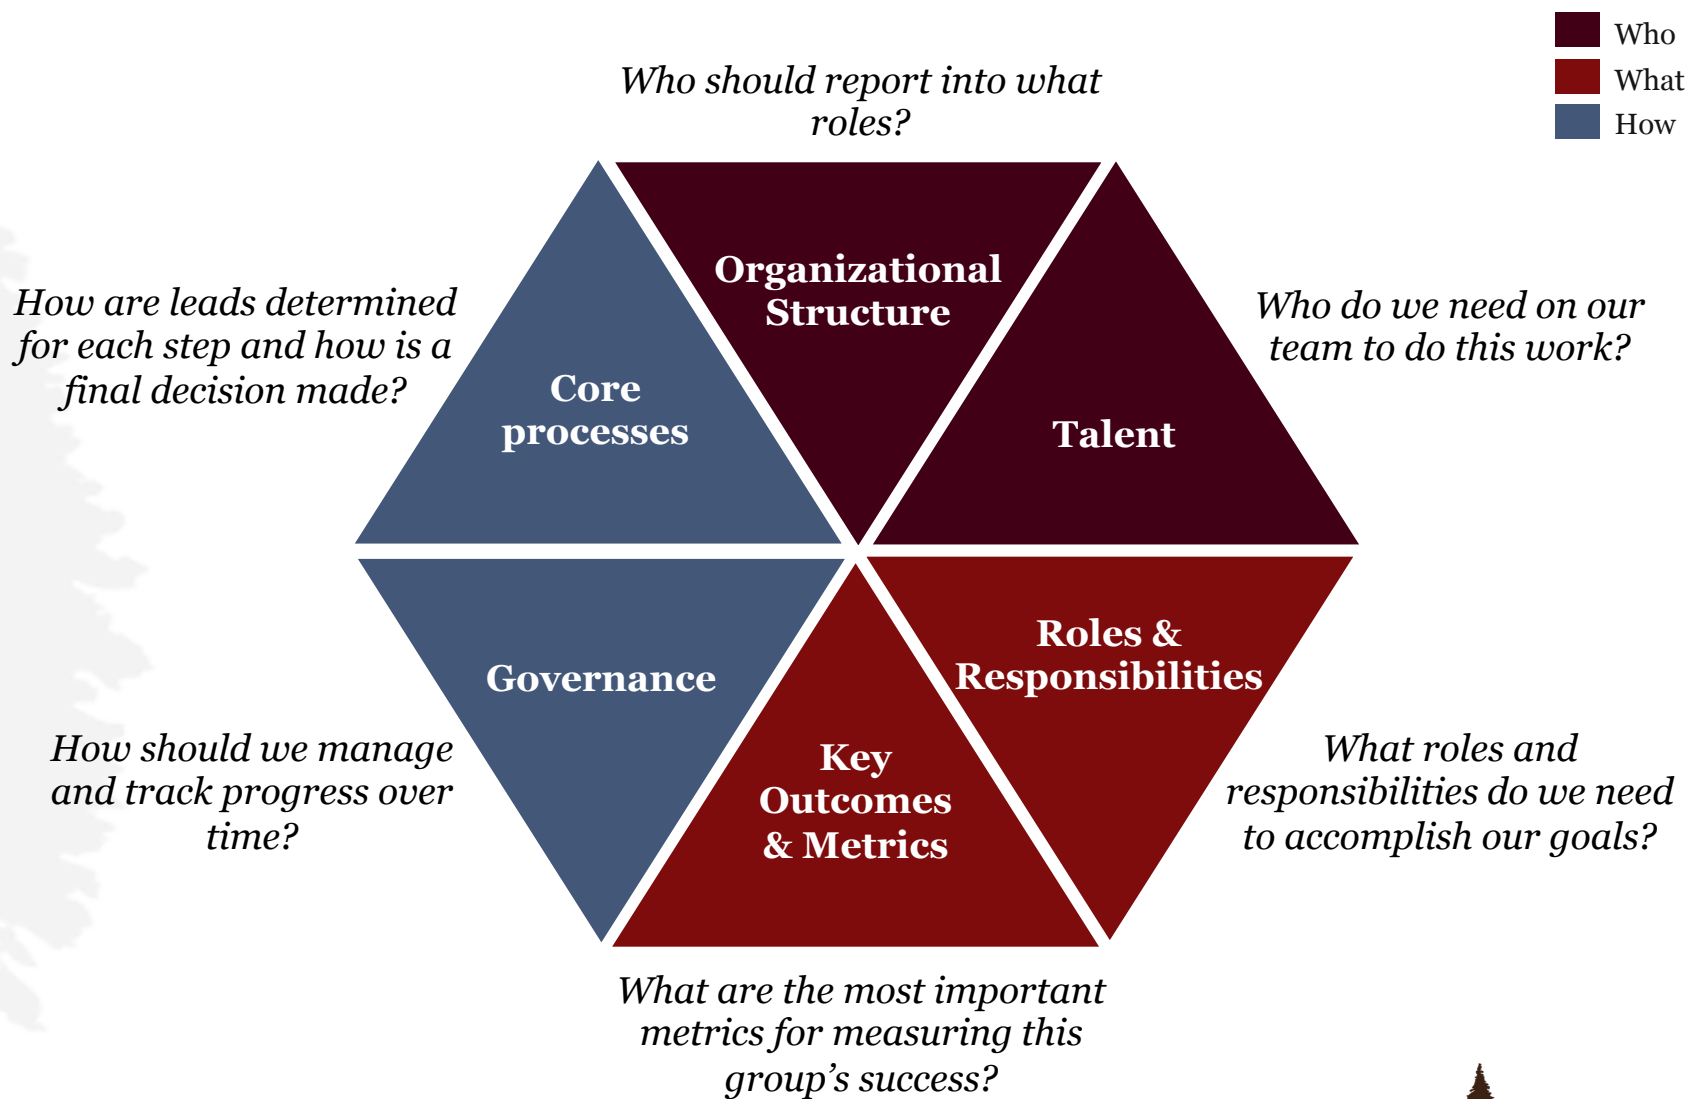 Who
What
How
Who should report into what
roles?
Organizational
Structure
How are leads determined
for each step and how is a
final decision made?
Core
processes
Who do we need on our
team to do this work?
Talent
Governance
How should we manage
and track progress over
time?
Key
Outcomes
& Metrics
Roles &
Responsibilities
What roles and
responsibilities do we need
to accomplish our goals?
What are the most important
metrics for measuring this
group’s success?